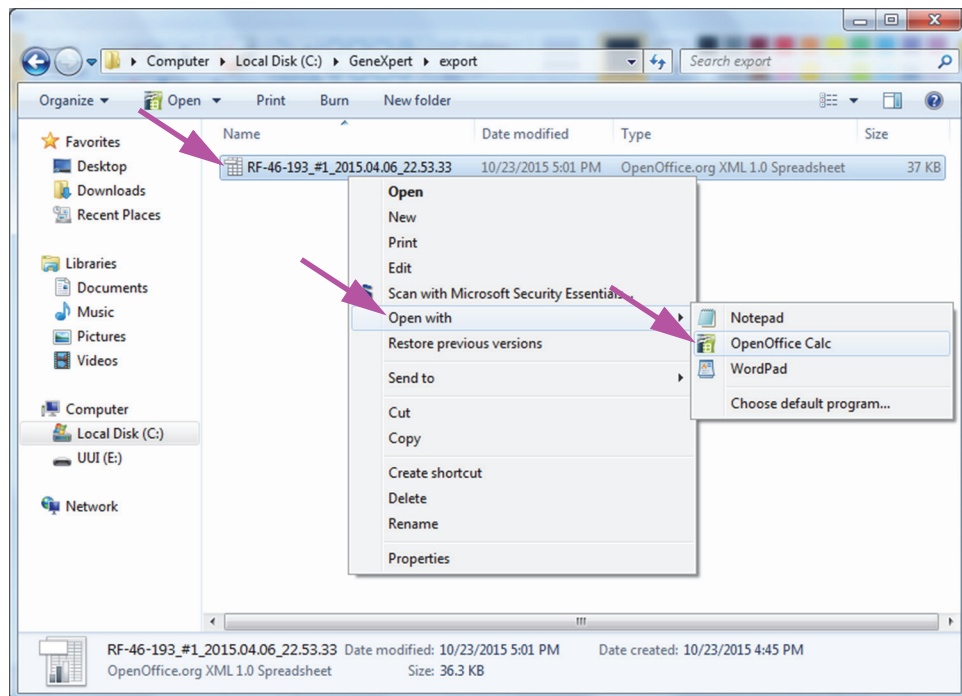 Computer Local Disk (C:) GeneXpert export Search export
Organize Open Print Burn New folder
Name Date modified Type Size
RF-46-193_#1_2015.04.06_22.53.33 10/23/2015 5:01 PM OpenOffice.org XML 1.0 Spreadsheet 37 KB
Favorites
Desktop
Downloads
Recent Places
Libraries
Documents
Music
Pictures
Videos
Computer
Local Disk (C:)
UUI (E:)
Network
Open
New
Print
Edit
Scan with Microsoft Security Essentials...
Open with
Restore previous versions
Send to
Cut
Copy
Create shortcut
Delete
Rename
Properties
Notepad
OpenOffice Calc
WordPad
Choose default program...
RF-46-193_#1_2015.04.06_22.53.33 Date modified: 10/23/2015 5:01 PM Date created: 10/23/2015 4:45 PM
OpenOffice.org XML 1.0 Spreadsheet Size: 36.3 KB